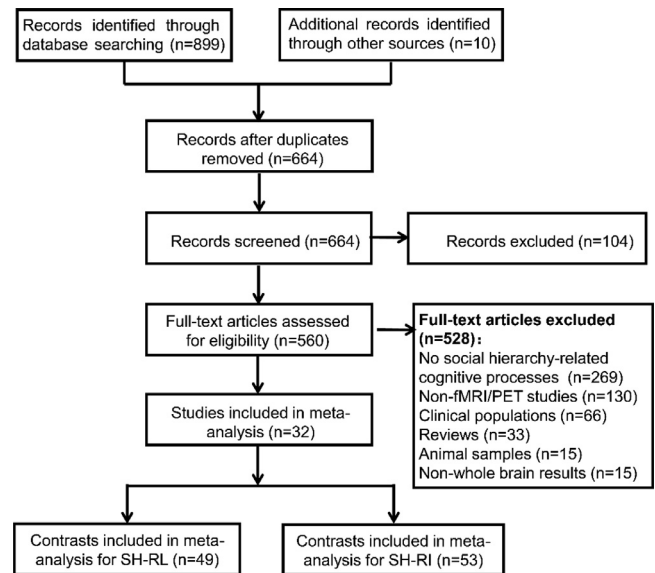 Records identified through
database searching (n=899)
Additional records identified
through other sources (n=10)
Records after duplicates
removed (n=664)
Records screened (n=664)
Records excluded (n=104)
Full-text articles assessed
for eligibility (n=560)
Full-text articles excluded
(n=528)：
No social hierarchy-related
cognitive processes (n=269)
Non-fMRI/PET studies (n=130)
Clinical populations (n=66)
Reviews (n=33)
Animal samples (n=15)
Non-whole brain results (n=15)
Studies included in meta-
analysis (n=32)
Contrasts included in meta-
analysis for SH-RL (n=49)
Contrasts included in meta-
analysis for SH-RI (n=53)